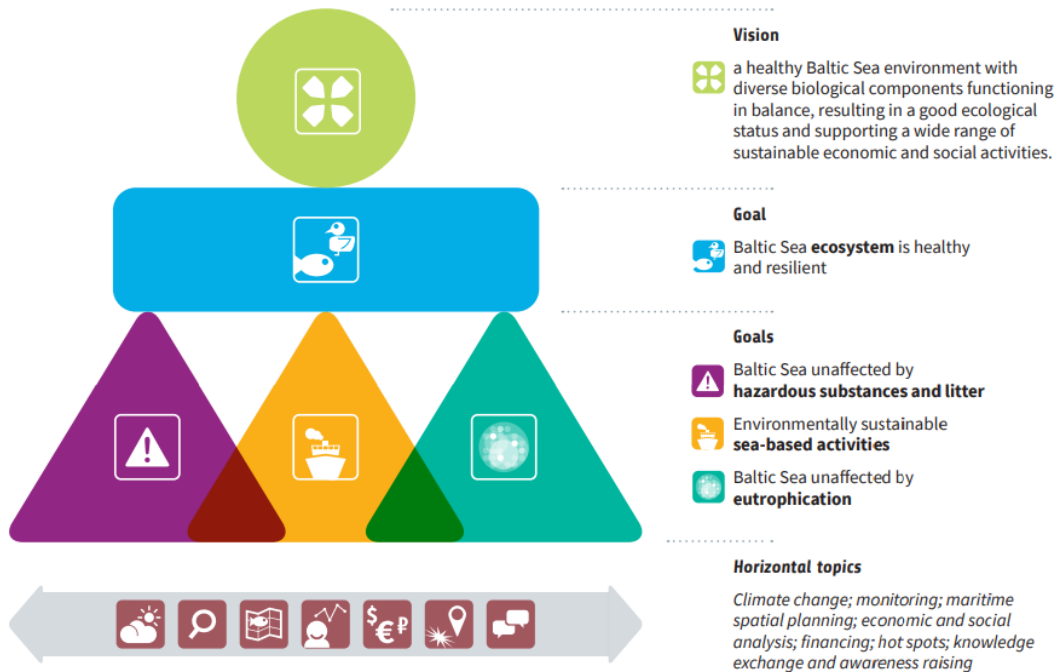 Vision
a healthy Baltic Sea environment with
diverse biological components functioning
in balance, resulting in a good ecological
status and supporting a wide range of
sustainable economic and social activities.
Goal
Baltic Sea ecosystem is healthy
and resilient
Goals
Baltic Sea unaffected by
hazardous substances and litter
Environmentally sustainable
sea-based activities
Baltic Sea unaffected by
eutrophication
Horizontal topics
Climate change; monitoring; maritime
spatial planning; economic and social
analysis; financing; hot spots; knowledge
exchange and awareness raising
$ € ₽